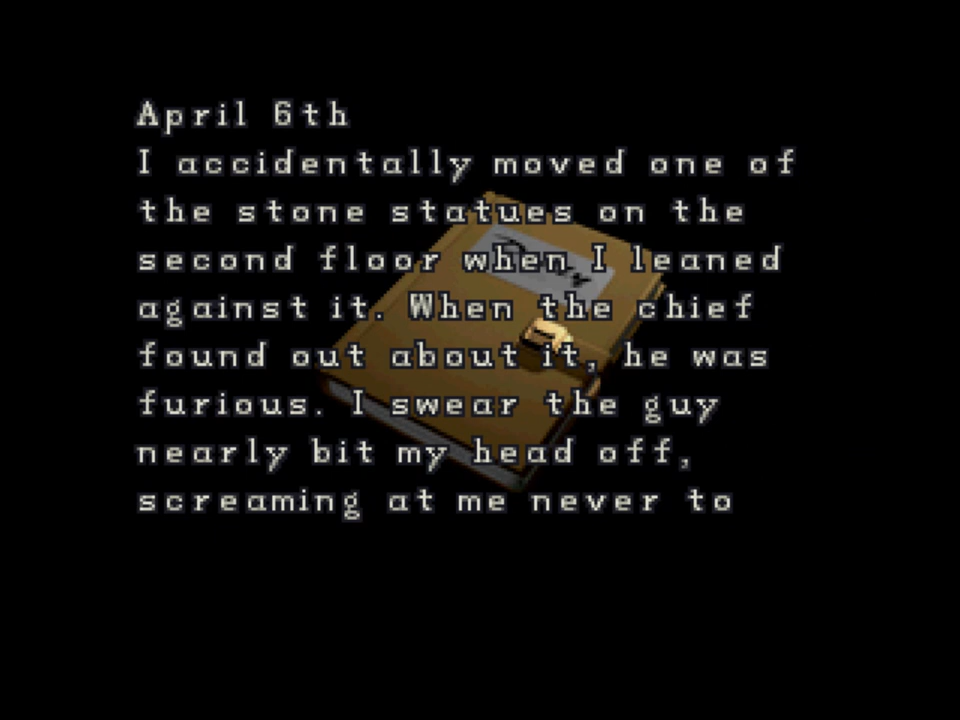 April 6th
I accidentally moved one of
the stone statues on the
second floor when I leaned
against it. When the chief
found out about it, he was
furious. I swear the guy
nearly bit my head off,
screaming at me never to
Diary